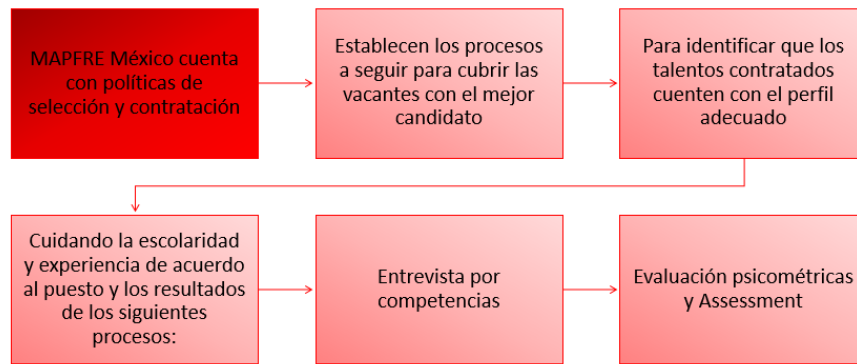 MAPFRE México cuenta
con políticas de
selección y contratación
Establecen los procesos
a seguir para cubrir las
vacantes con el mejor
candidato
Para identificar que los
talentos contratados
cuenten con el perfil
adecuado
Cuidando la escolaridad
y experiencia de acuerdo
al puesto y los resultados
de los siguientes
procesos:
Entrevista por
competencias
Evaluación psicométricas
y Assessment